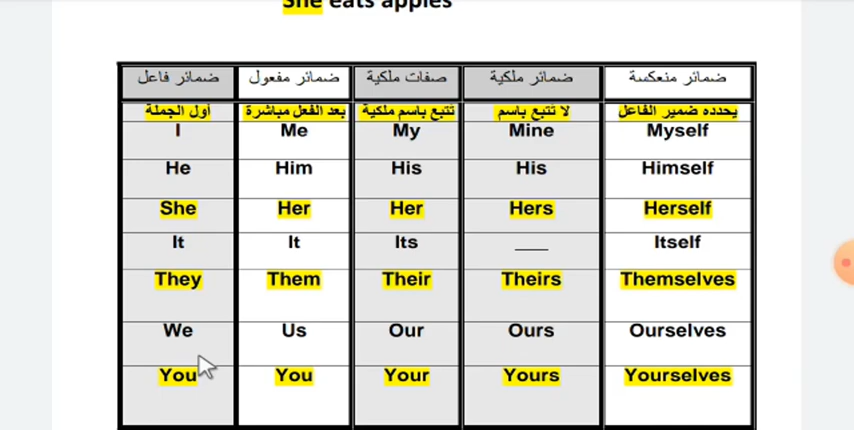 She eats apples
ضمائر فاعل ضمائر مفعول صفات ملكية ضمائر ملكية ضمائر منعكسة
أول الجملة بعد الفعل مباشرة تتبع باسم ملكية لا تتبع باسم يحدده ضمير الفاعل
I Me My Mine Myself
He Him His His Himself
She Her Her Hers Herself
It It Its ___ Itself
They Them Their Theirs Themselves
We Us Our Ours Ourselves
You You Your Yours Yourselves